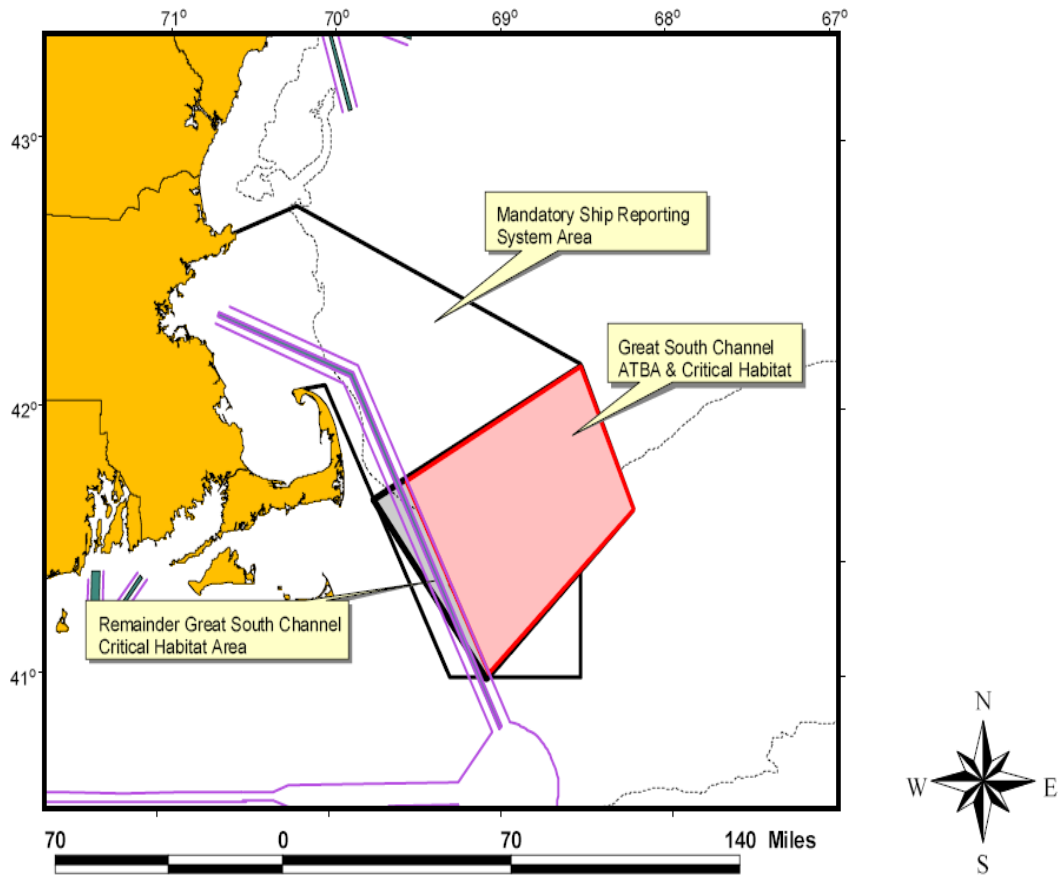 71° 70° 69° 68° 67°
43°
Mandatory Ship Reporting
System Area
Great South Channel
ATBA & Critical Habitat
42°
Remainder Great South Channel
Critical Habitat Area
41°
N
W E
S
70 0 70 140 Miles